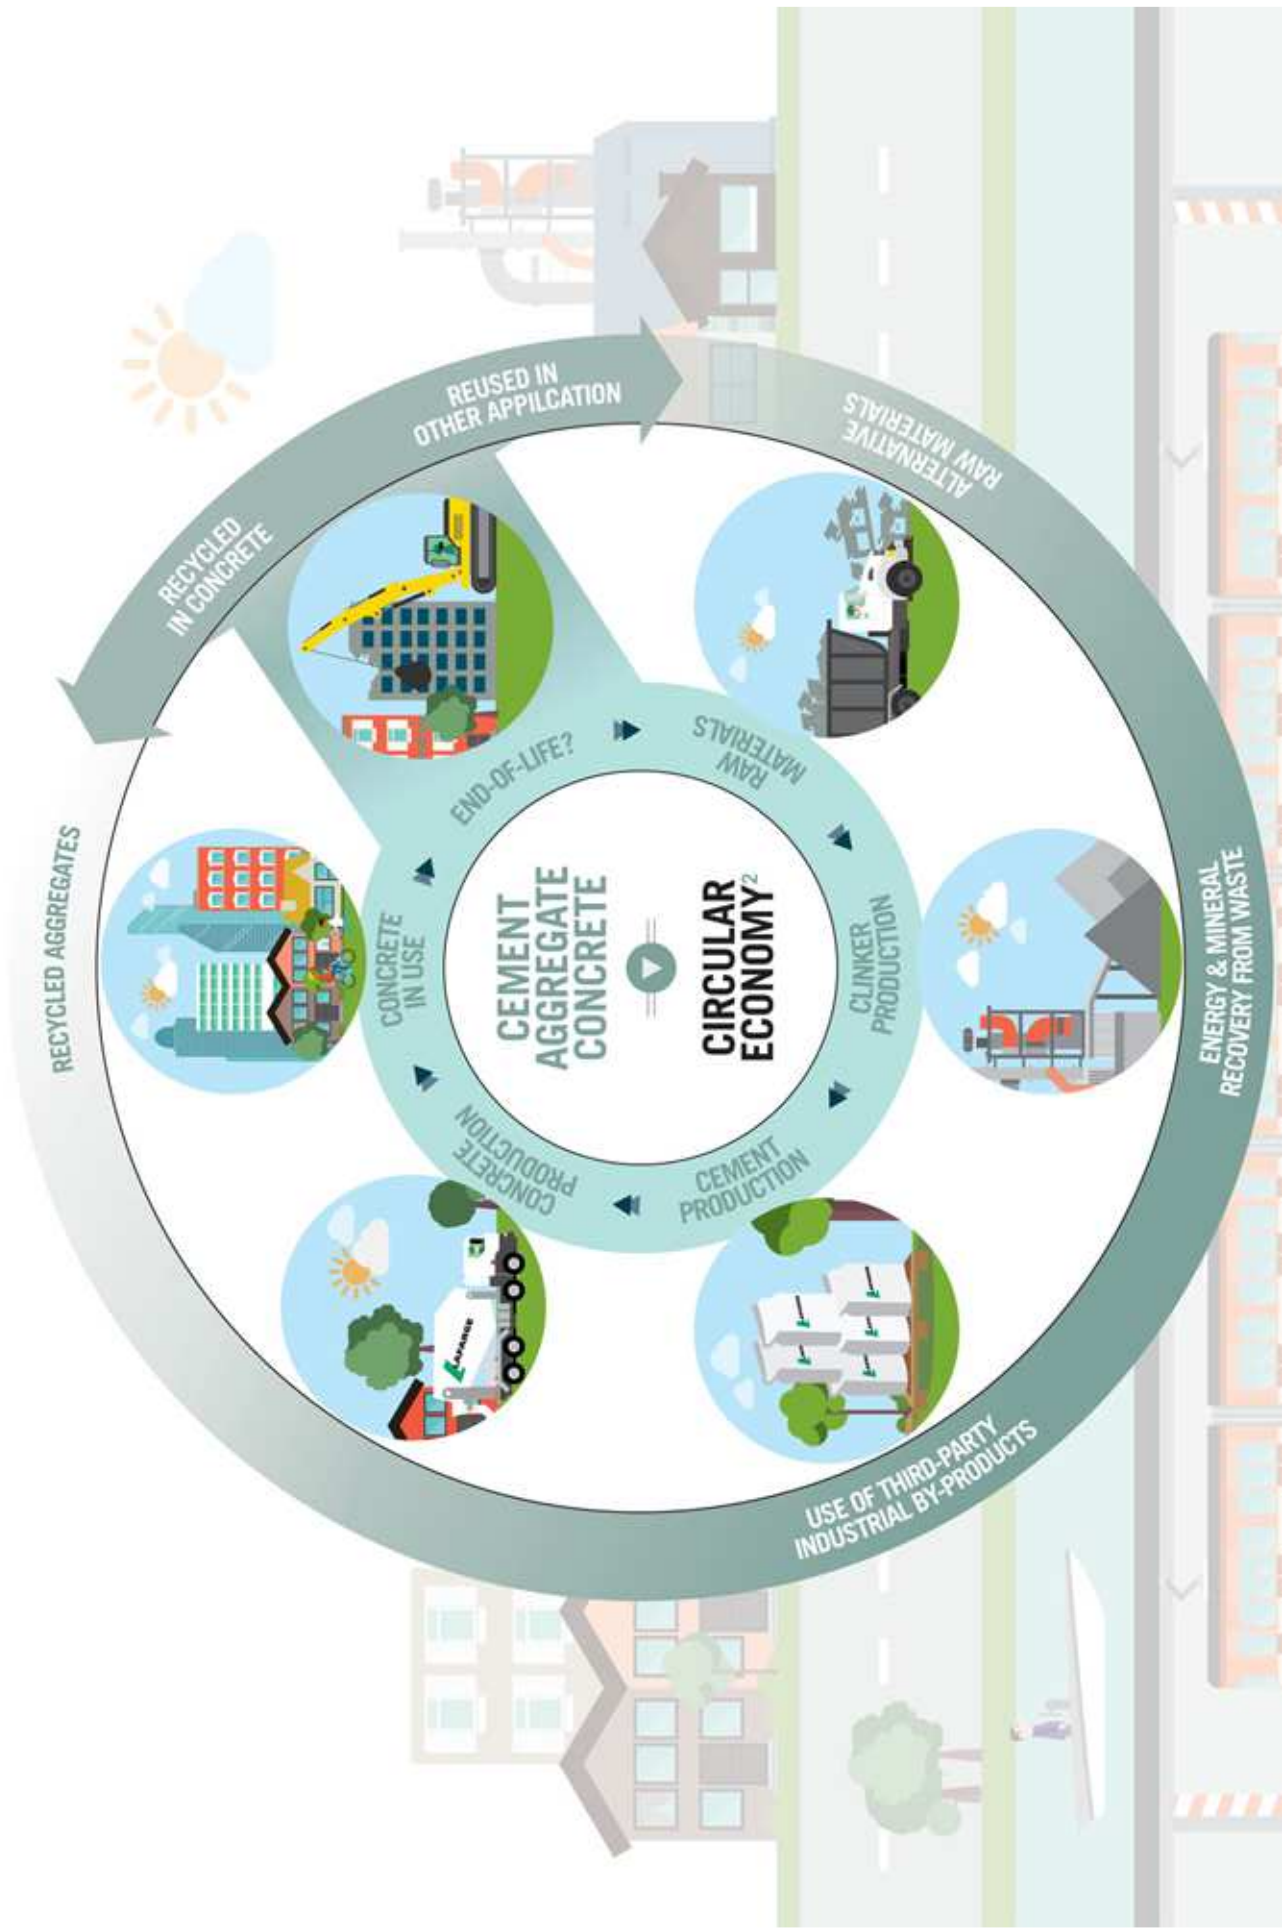 CEMENT
AGGREGATE
CONCRETE
CIRCULAR
ECONOMY2
RAW
MATERIALS
CLINKER
PRODUCTION
CEMENT
PRODUCTION
CONCRETE
PRODUCTION
CONCRETE
IN USE
END-OF-LIFE?
RECYCLED AGGREGATES
RECYCLED
IN CONCRETE
REUSED IN
OTHER APPILCATION
ALTERNATIVE
RAW MATERIALS
ENERGY & MINERAL
RECOVERY FROM WASTE
USE OF THIRD-PARTY
INDUSTRIAL BY-PRODUCTS
LAFARGE